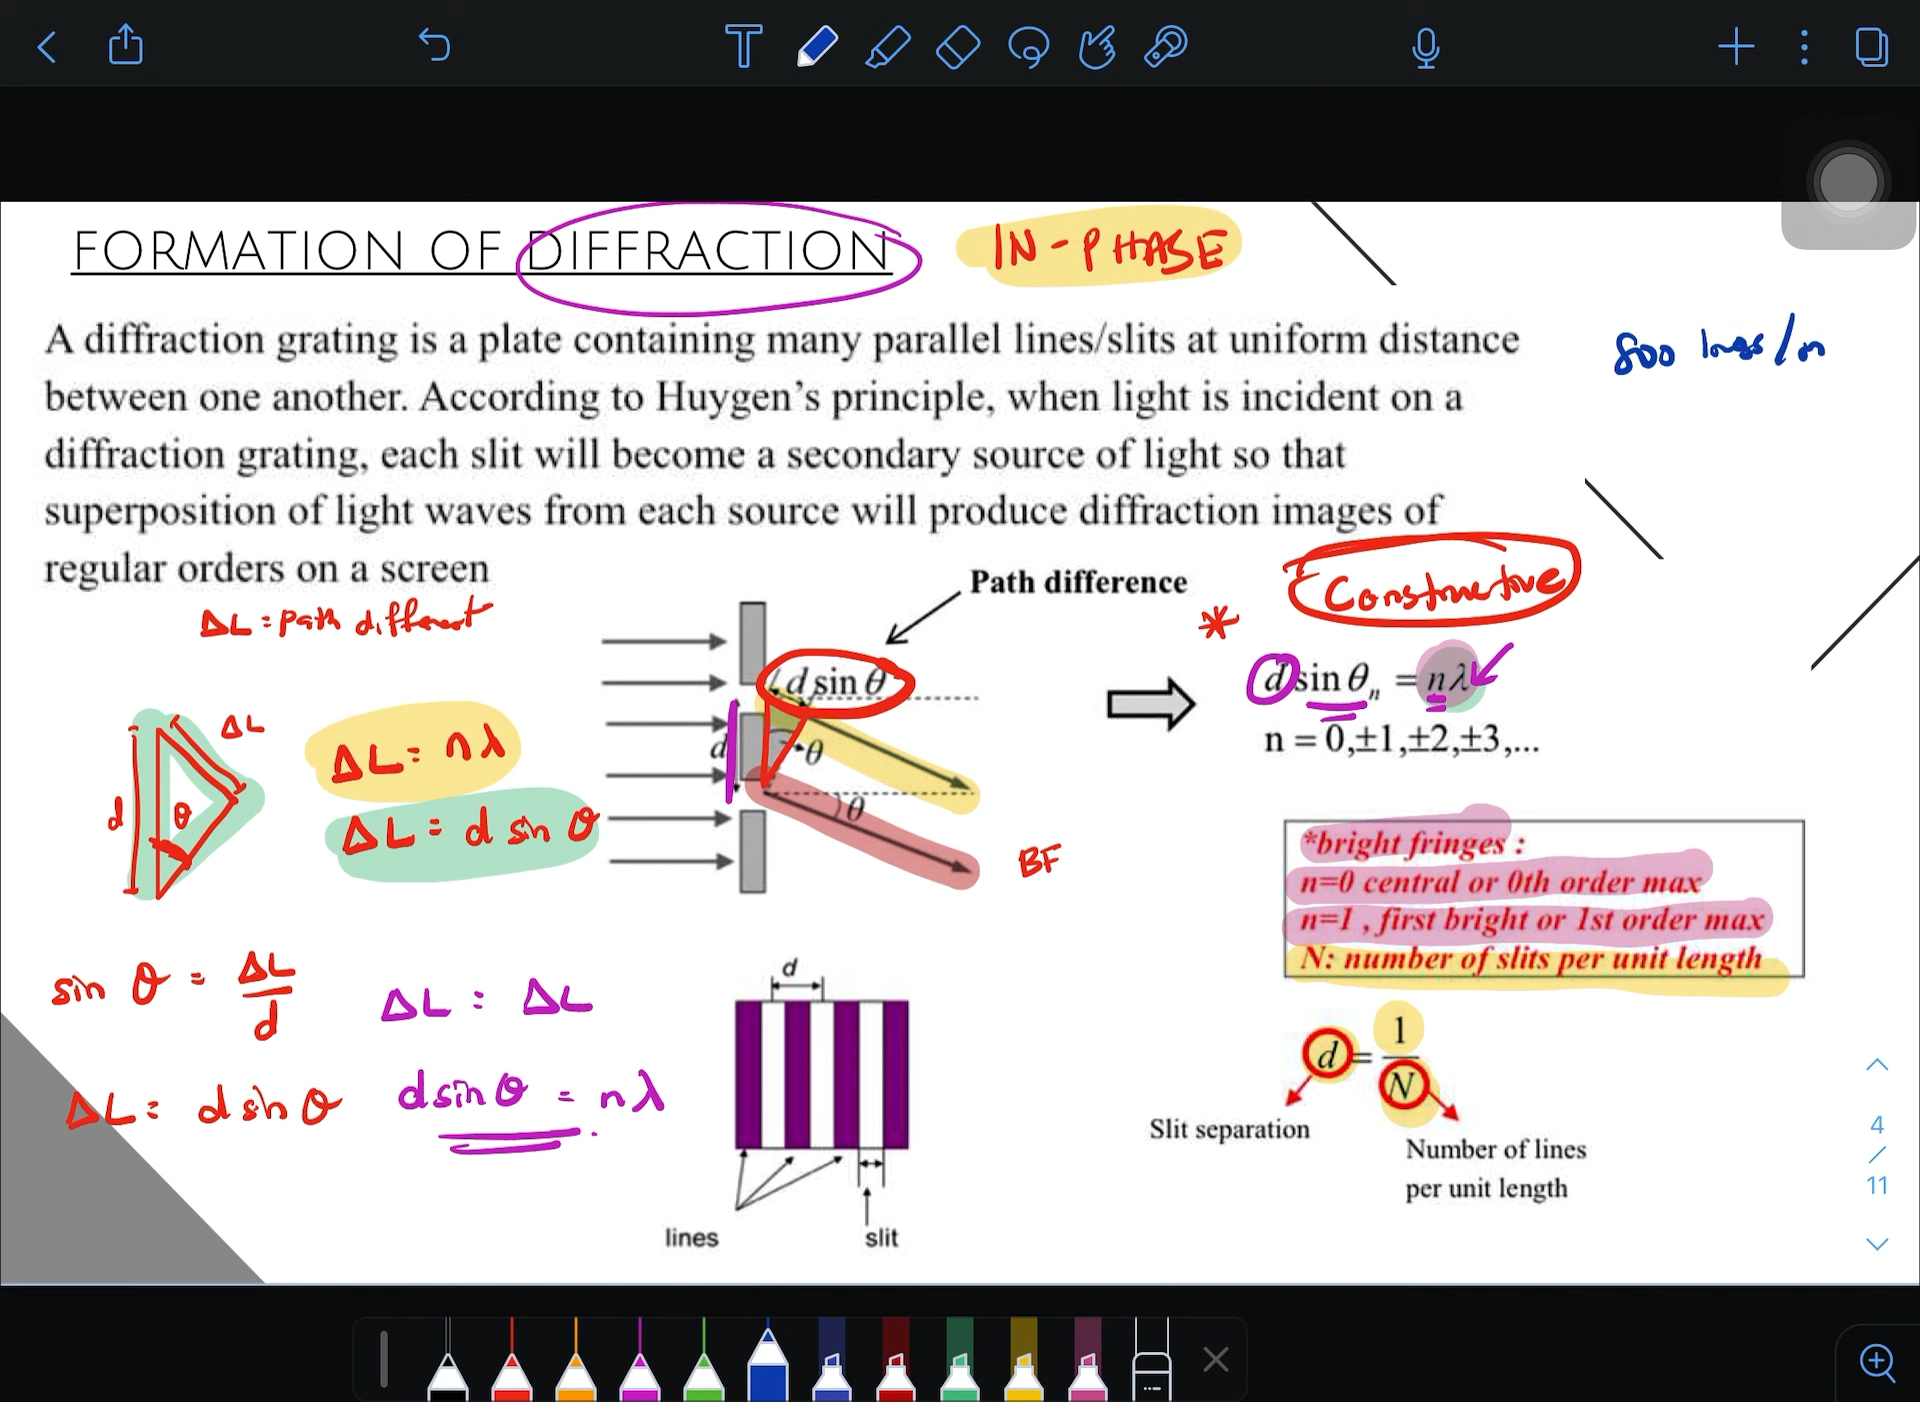 FORMATION OF DIFFRACTION
IN-PHASE
A diffraction grating is a plate containing many parallel lines/slits at uniform distance
between one another. According to Huygen’s principle, when light is incident on a
diffraction grating, each slit will become a secondary source of light so that
superposition of light waves from each source will produce diffraction images of
regular orders on a screen
800 lines/m
ΔL = Path different
Path difference
Constructive
*
d sin θ
d sin θₙ = nλ
n = 0,±1,±2,±3,...
ΔL
d
θ
ΔL = nλ
ΔL = d sin θ
d
θ
θ
BF
*bright fringes :
n=0 central or 0th order max
n=1 , first bright or 1st order max
N: number of slits per unit length
sin θ = ΔL/d
ΔL = ΔL
ΔL = d sin θ
d sin θ = nλ
d
lines
slit
d = 1/N
Slit separation
Number of lines
per unit length
4
/
11